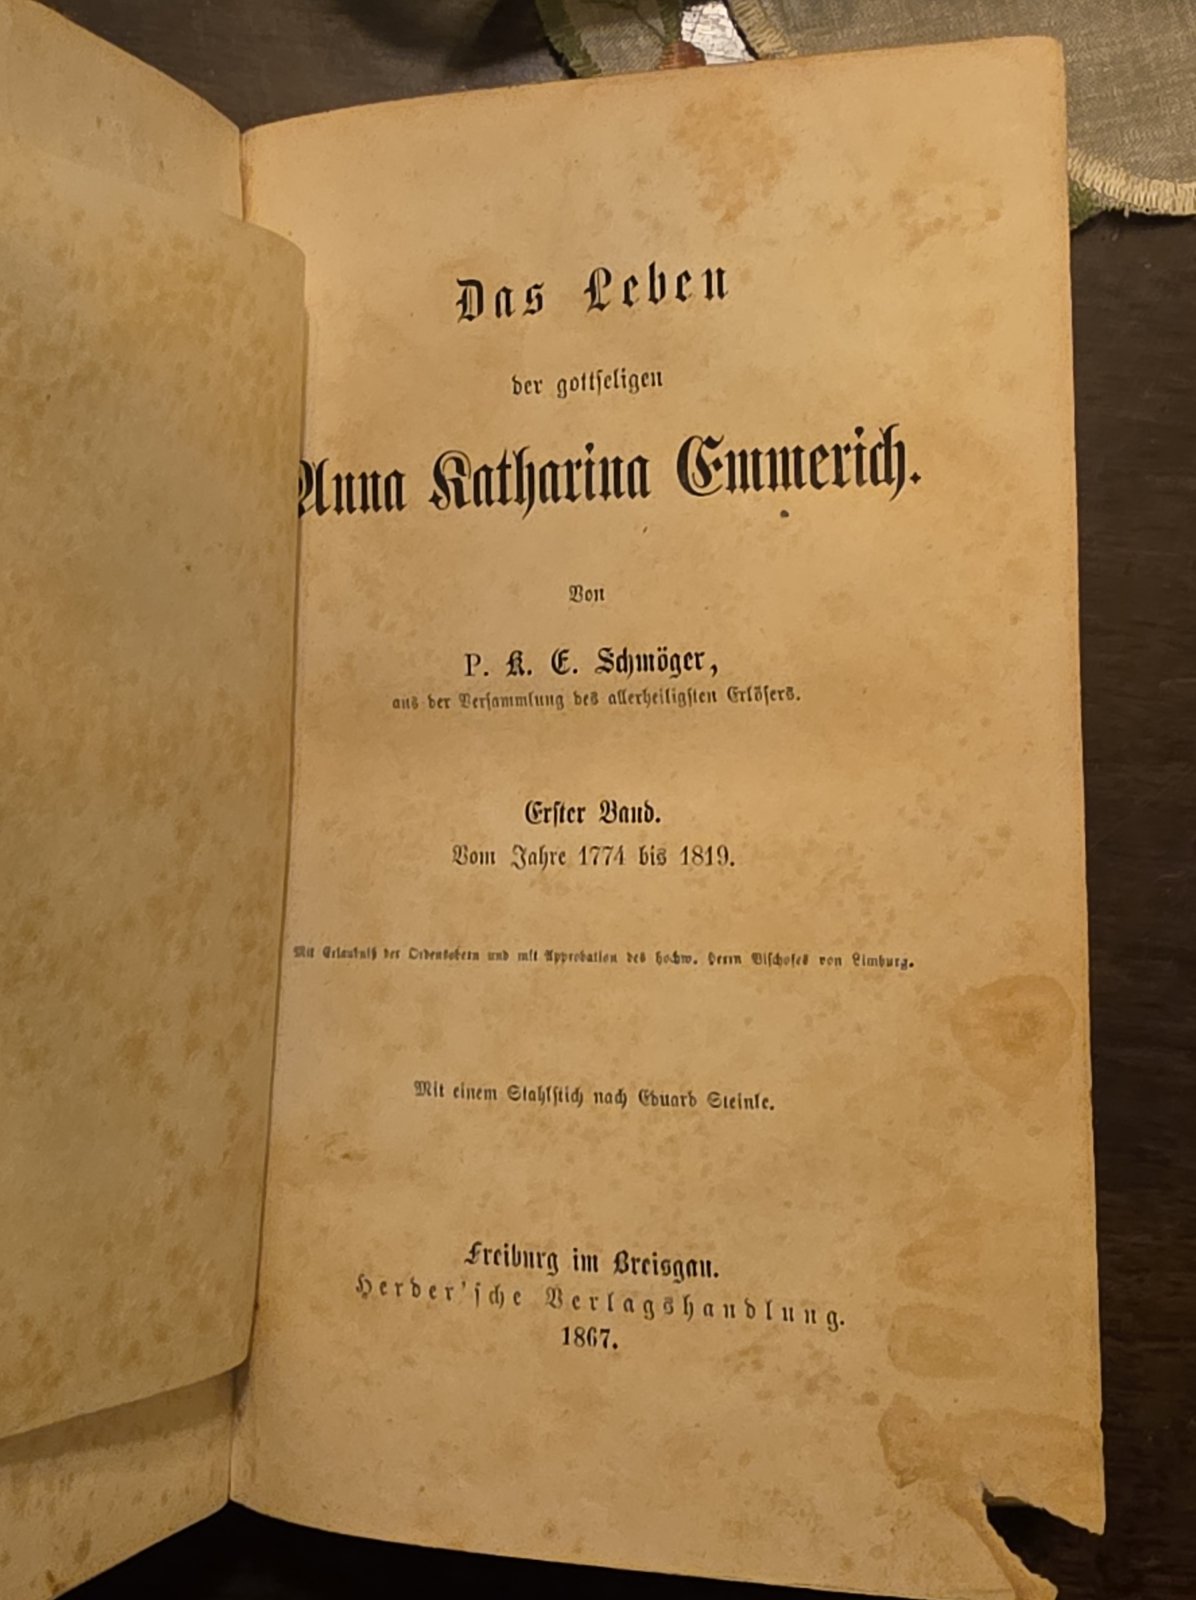 Das Leben
der gottseligen
Anna Katharina Emmerich.
Von
P. K. E. Schmöger,
aus der Versammlung des allerheiligsten Erlösers.
Erster Band.
Vom Jahre 1774 bis 1819.
Mit Erlaubniß der Ordensobern und mit Approbation des hochw. Herrn Bischofes von Limburg.
Mit einem Stahlstich nach Eduard Steinle.
Freiburg im Breisgau.
Herder'sche Verlagshandlung.
1867.